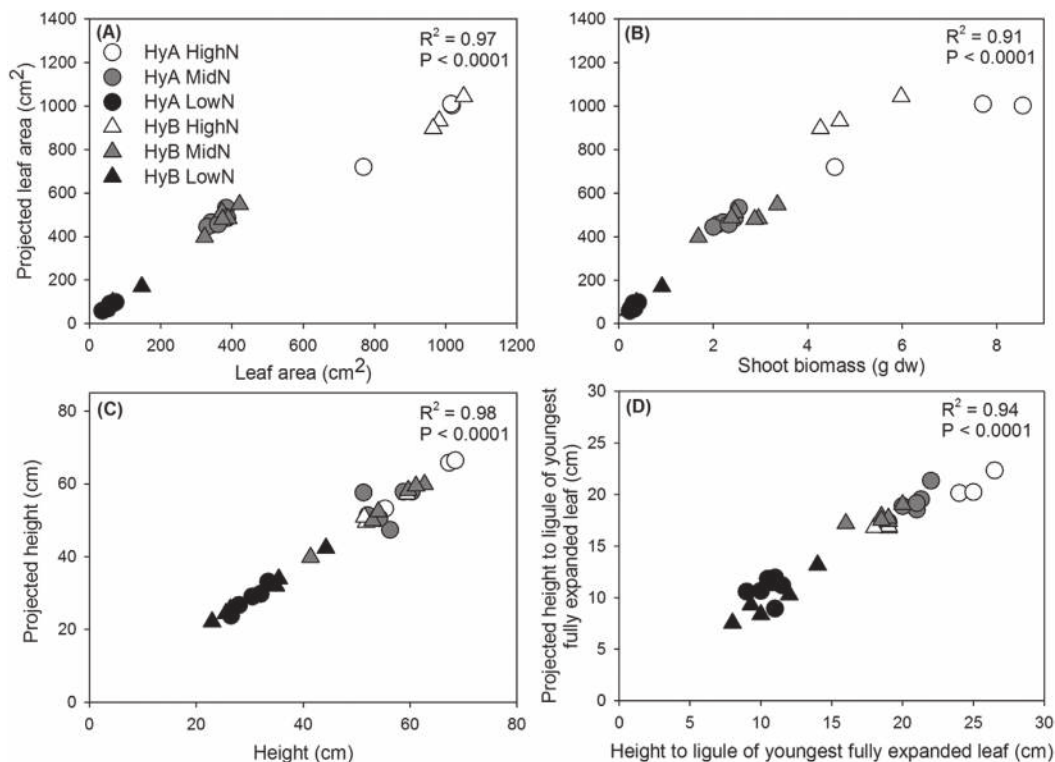 (A)
R² = 0.97
P < 0.0001
HyA HighN
HyA MidN
HyA LowN
HyB HighN
HyB MidN
HyB LowN
Projected leaf area (cm²)
1400
1200
1000
800
600
400
200
0
0 200 400 600 800 1000 1200
Leaf area (cm²)
(B)
R² = 0.91
P < 0.0001
1400
1200
1000
800
600
400
200
0
0 2 4 6 8
Shoot biomass (g dw)
(C)
R² = 0.98
P < 0.0001
Projected height (cm)
80
60
40
20
0
0 20 40 60 80
Height (cm)
(D)
R² = 0.94
P < 0.0001
Projected height to ligule of youngest
fully expanded leaf (cm)
30
25
20
15
10
5
0
0 5 10 15 20 25 30
Height to ligule of youngest fully expanded leaf (cm)